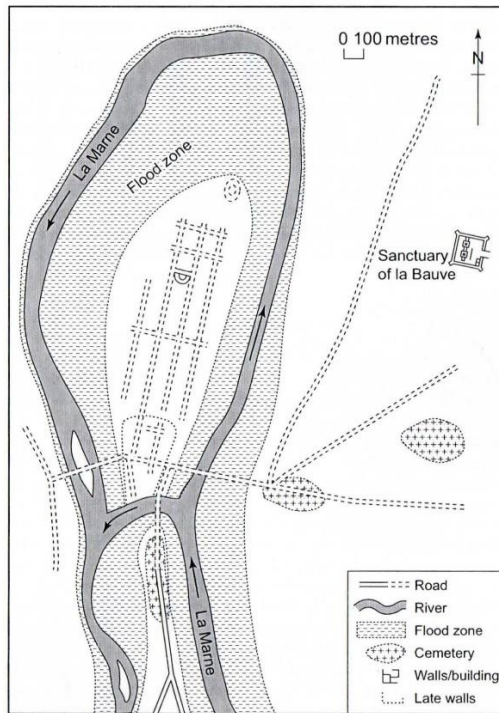 0 100 metres
N
La Marne
Flood zone
Sanctuary
of la Bauve
La Marne
Road
River
Flood zone
Cemetery
Walls/building
Late walls